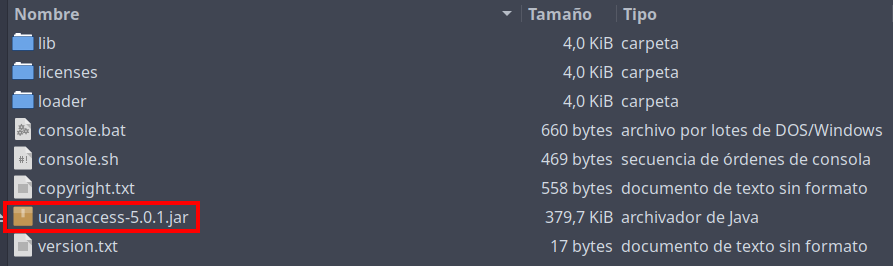 Nombre Tamaño Tipo
lib 4,0 KiB carpeta
licenses 4,0 KiB carpeta
loader 4,0 KiB carpeta
console.bat 660 bytes archivo por lotes de DOS/Windows
#! console.sh 469 bytes secuencia de órdenes de consola
copyright.txt 558 bytes documento de texto sin formato
ucanaccess-5.0.1.jar 379,7 KiB archivador de Java
version.txt 17 bytes documento de texto sin formato